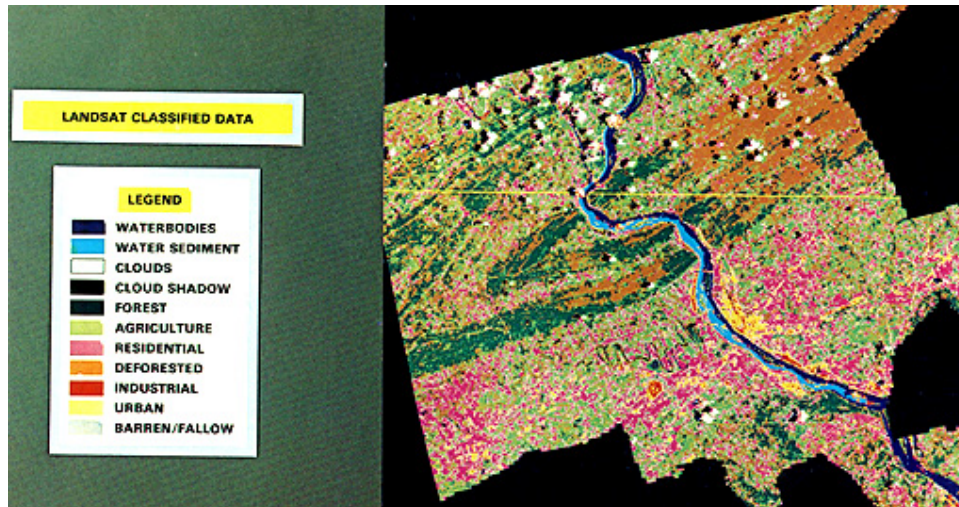 LANDSAT CLASSIFIED DATA
LEGEND
WATERBODIES
WATER SEDIMENT
CLOUDS
CLOUD SHADOW
FOREST
AGRICULTURE
RESIDENTIAL
DEFORESTED
INDUSTRIAL
URBAN
BARREN/FALLOW